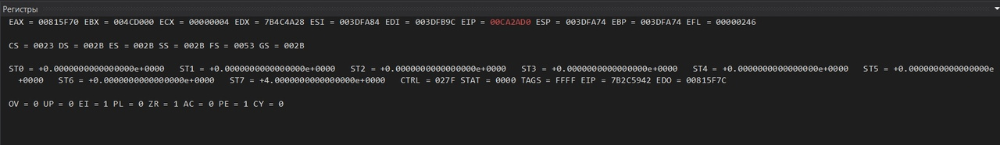 Регистры
EAX = 00815F70 EBX = 004CD000 ECX = 00000004 EDX = 7B4C4A28 ESI = 003DFA84 EDI = 003DFB9C EIP = 00CA2AD0 ESP = 003DFA74 EBP = 003DFA74 EFL = 00000246
CS = 0023 DS = 002B ES = 002B SS = 002B FS = 0053 GS = 002B
ST0 = +0.0000000000000000e+0000 ST1 = +0.0000000000000000e+0000 ST2 = +0.0000000000000000e+0000 ST3 = +0.0000000000000000e+0000 ST4 = +0.0000000000000000e+0000 ST5 = +0.0000000000000000e
+0000 ST6 = +0.0000000000000000e+0000 ST7 = +4.0000000000000000e+0000 CTRL = 027F STAT = 0000 TAGS = FFFF EIP = 7B2C5942 EDO = 00815F7C
OV = 0 UP = 0 EI = 1 PL = 0 ZR = 1 AC = 0 PE = 1 CY = 0